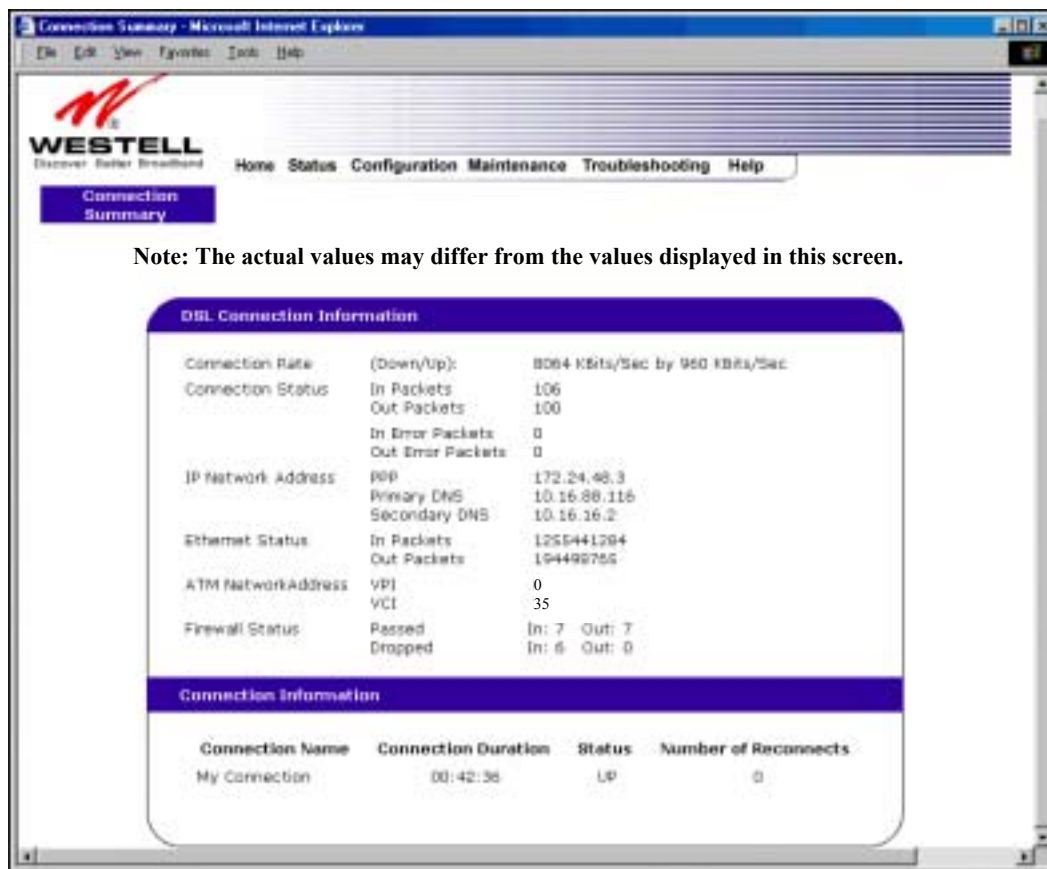 Connection Summary - Microsoft Internet Explorer
File Edit View Favorites Tools Help
WESTELL
Discover Better Broadband
Home Status Configuration Maintenance Troubleshooting Help
Connection
Summary
Note: The actual values may differ from the values displayed in this screen.
DSL Connection Information
Connection Rate (Down/Up): 8064 KBits/Sec by 960 KBits/Sec
Connection Status In Packets 106
Out Packets 100
In Error Packets 0
Out Error Packets 0
IP Network Address PPP 172.24.48.3
Primary DNS 10.16.88.116
Secondary DNS 10.16.16.2
Ethernet Status In Packets 1255441284
Out Packets
ATM NetworkAddress VPI 0
VCI 35
Firewall Status Passed In: 7 Out: 7
Dropped In: 6 Out: 0
Connection Information
Connection Name Connection Duration Status Number of Reconnects
My Connection 00:42:36 UP 0